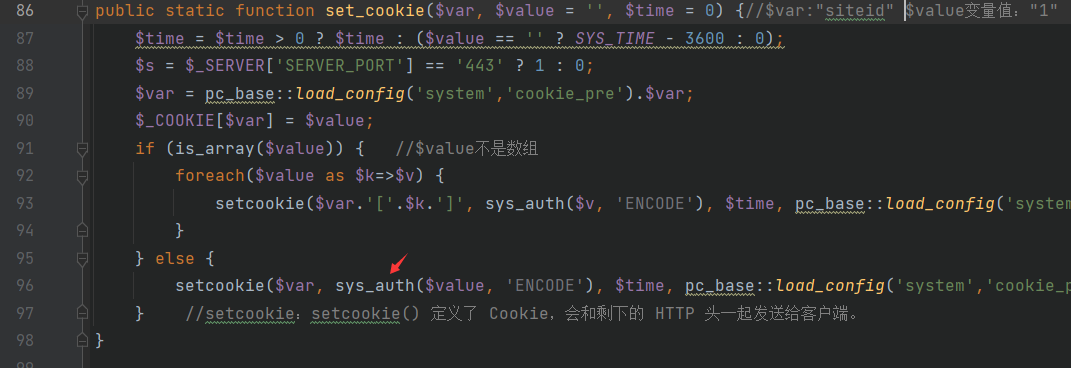 86 public static function set_cookie($var, $value = '', $time = 0) {//$var:"siteid" $value变量值："1"
87 $time = $time > 0 ? $time : ($value == '' ? SYS_TIME - 3600 : 0);
88 $s = $_SERVER['SERVER_PORT'] == '443' ? 1 : 0;
89 $var = pc_base::load_config('system','cookie_pre').$var;
90 $_COOKIE[$var] = $value;
91 if (is_array($value)) { //$value不是数组
92 foreach($value as $k=>$v) {
93 setcookie($var.'['.$k.']', sys_auth($v, 'ENCODE'), $time, pc_base::load_config('system
94 }
95 } else {
96 setcookie($var, sys_auth($value, 'ENCODE'), $time, pc_base::load_config('system','cookie_p
97 } //setcookie：setcookie() 定义了 Cookie，会和剩下的 HTTP 头一起发送给客户端。
98 }